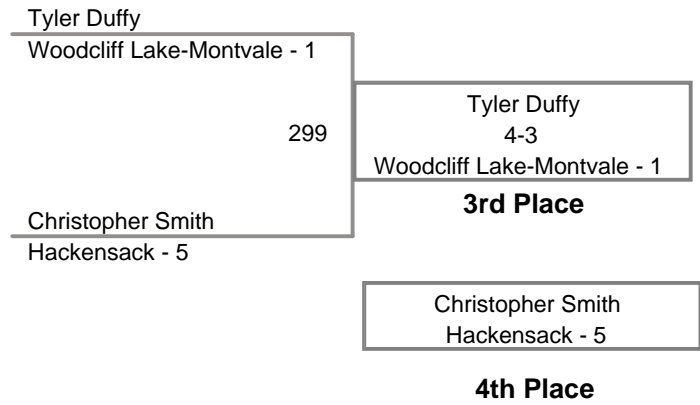 Tyler Duffy
Woodcliff Lake-Montvale - 1
299
Christopher Smith
Hackensack - 5
Tyler Duffy
4-3
Woodcliff Lake-Montvale - 1
3rd Place
Christopher Smith
Hackensack - 5
4th Place